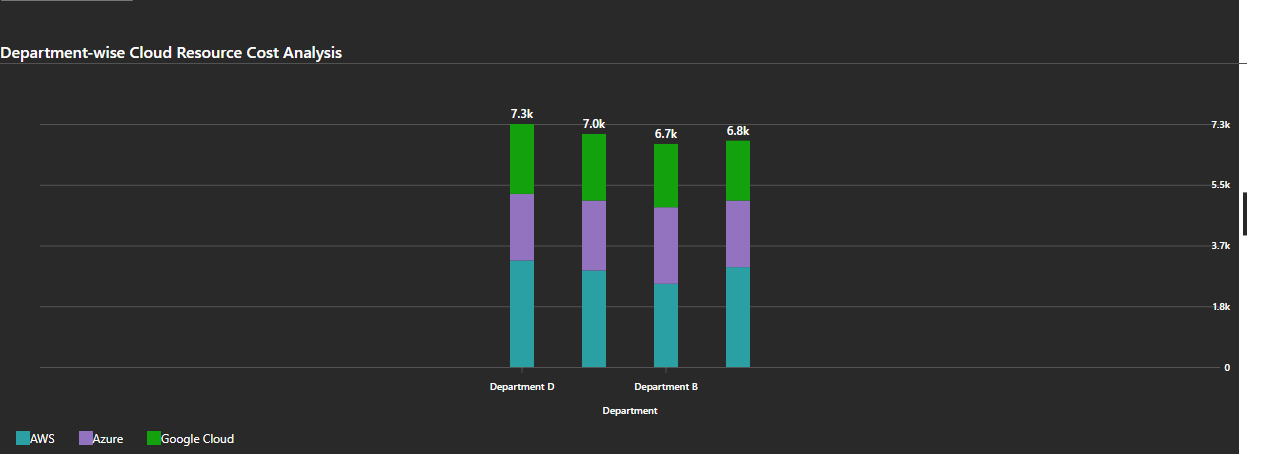 Department-wise Cloud Resource Cost Analysis
7.3k
7.0k
6.7k
6.8k
7.3k
5.5k
3.7k
1.8k
0
Department D
Department B
Department
AWS
Azure
Google Cloud